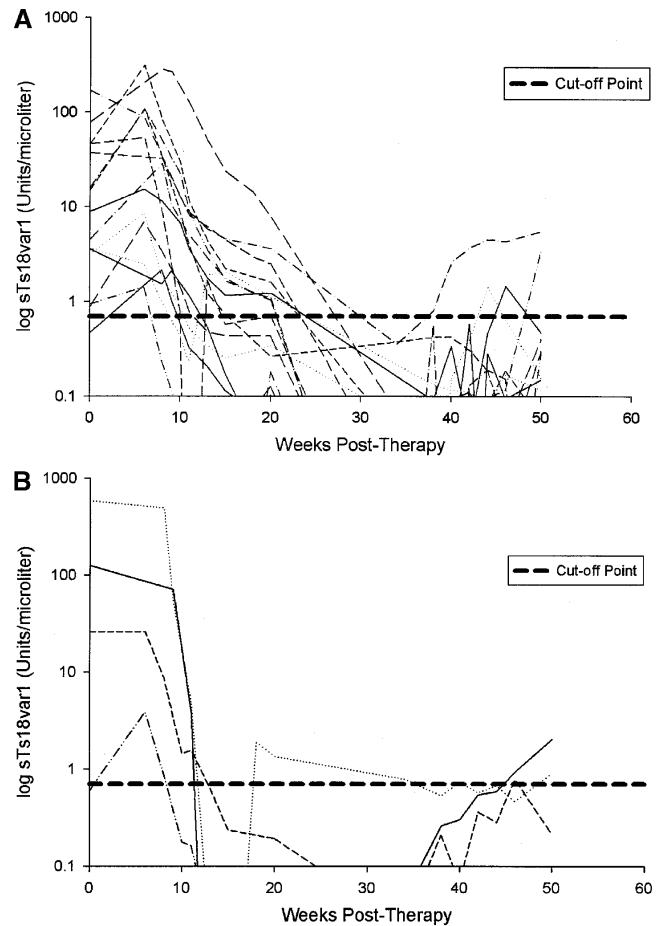 A
1000
100
10
1
0.1
log sTs18var1 (Units/microliter)
Cut-off Point
0 10 20 30 40 50 60
Weeks Post-Therapy
B
1000
100
10
1
0.1
log sTs18var1 (Units/microliter)
Cut-off Point
0 10 20 30 40 50 60
Weeks Post-Therapy